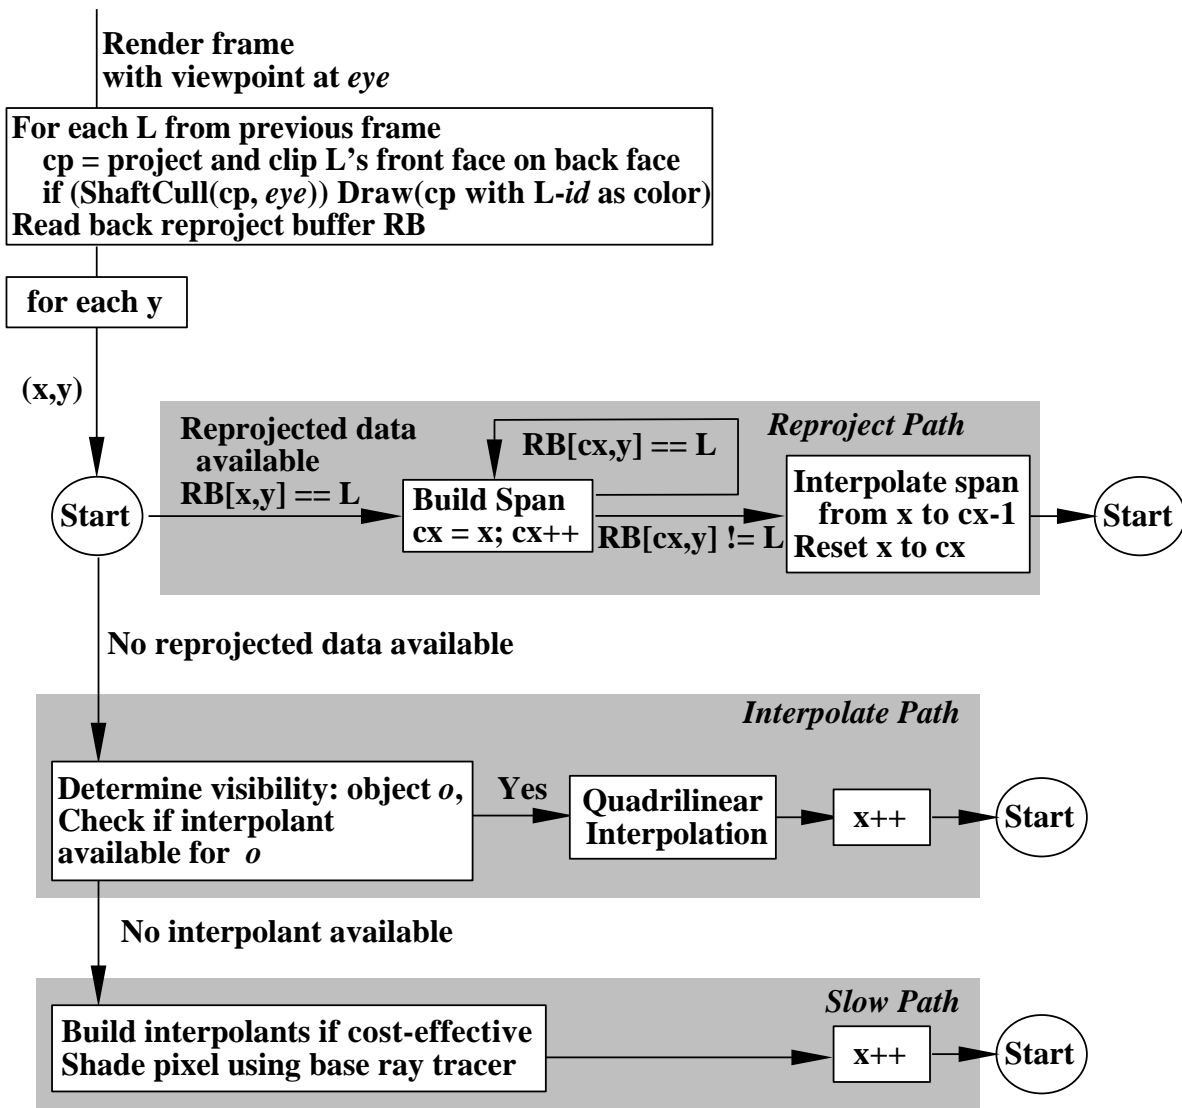 Render frame
with viewpoint at eye
For each L from previous frame
cp = project and clip L's front face on back face
if (ShaftCull(cp, eye)) Draw(cp with L-id as color)
Read back reproject buffer RB
for each y
(x,y)
Reproject Path
Reprojected data
available
RB[x,y] == L
RB[cx,y] == L
Start
Build Span
cx = x; cx++
RB[cx,y] != L
Interpolate span
from x to cx-1
Reset x to cx
Start
No reprojected data available
Interpolate Path
Determine visibility: object o,
Check if interpolant
available for o
Yes
Quadrilinear
Interpolation
x++
Start
No interpolant available
Slow Path
Build interpolants if cost-effective
Shade pixel using base ray tracer
x++
Start